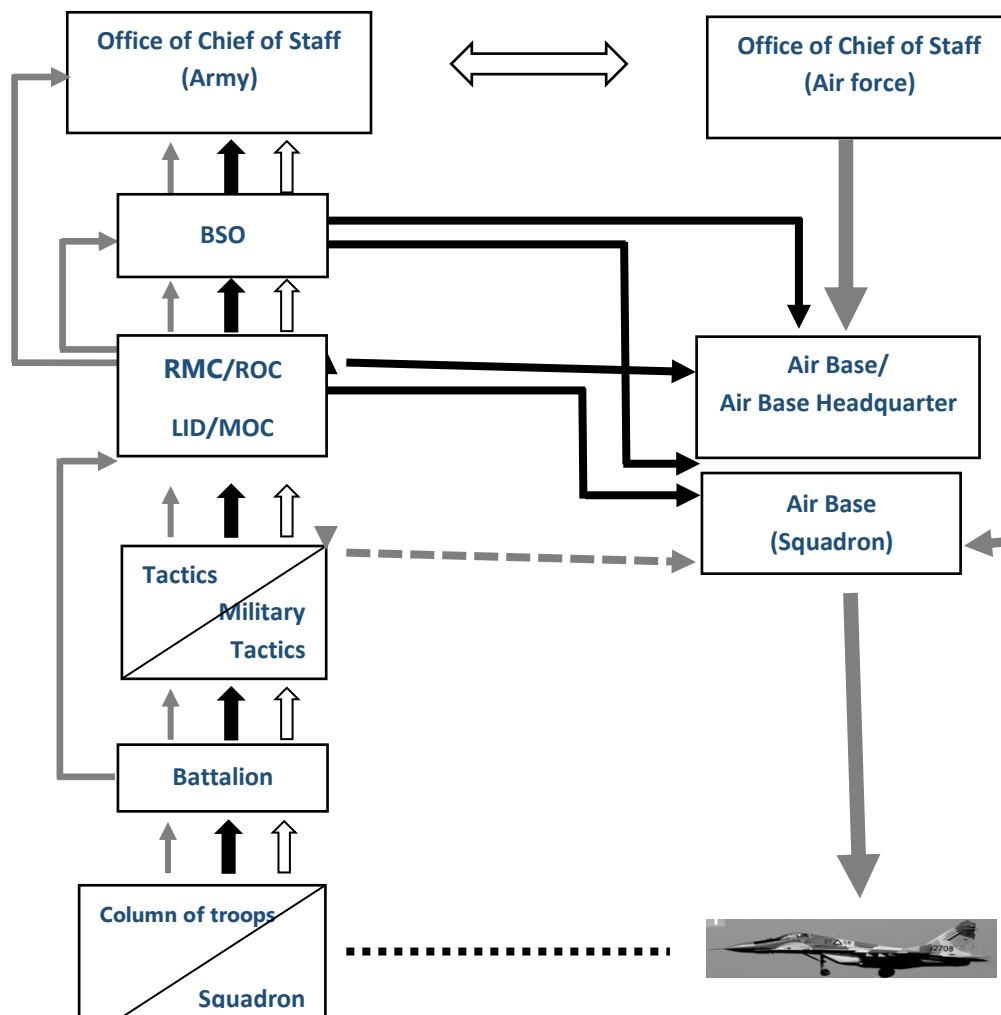 Office of Chief of Staff
(Army)
Office of Chief of Staff
(Air force)
BSO
RMC/ROC
LID/MOC
Air Base/
Air Base Headquarter
Air Base
(Squadron)
Tactics
Military
Tactics
Battalion
Column of troops
Squadron